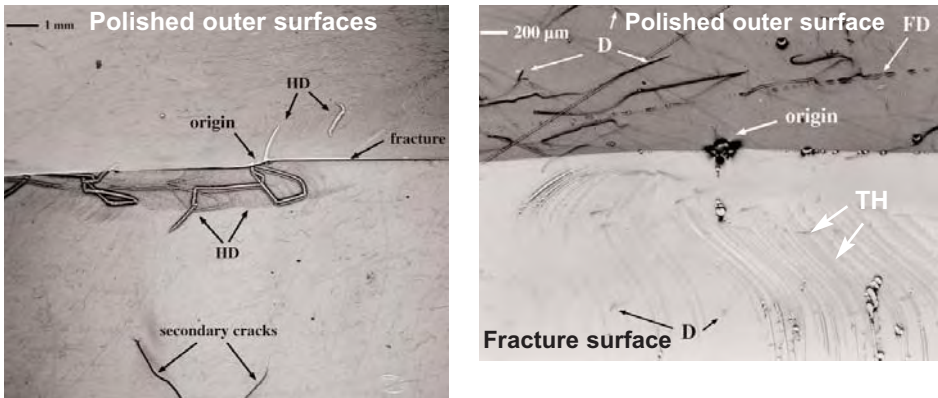 1 mm
Polished outer surfaces
HD
origin
fracture
HD
secondary cracks
200 µm
Polished outer surface
D
FD
origin
TH
D
Fracture surface